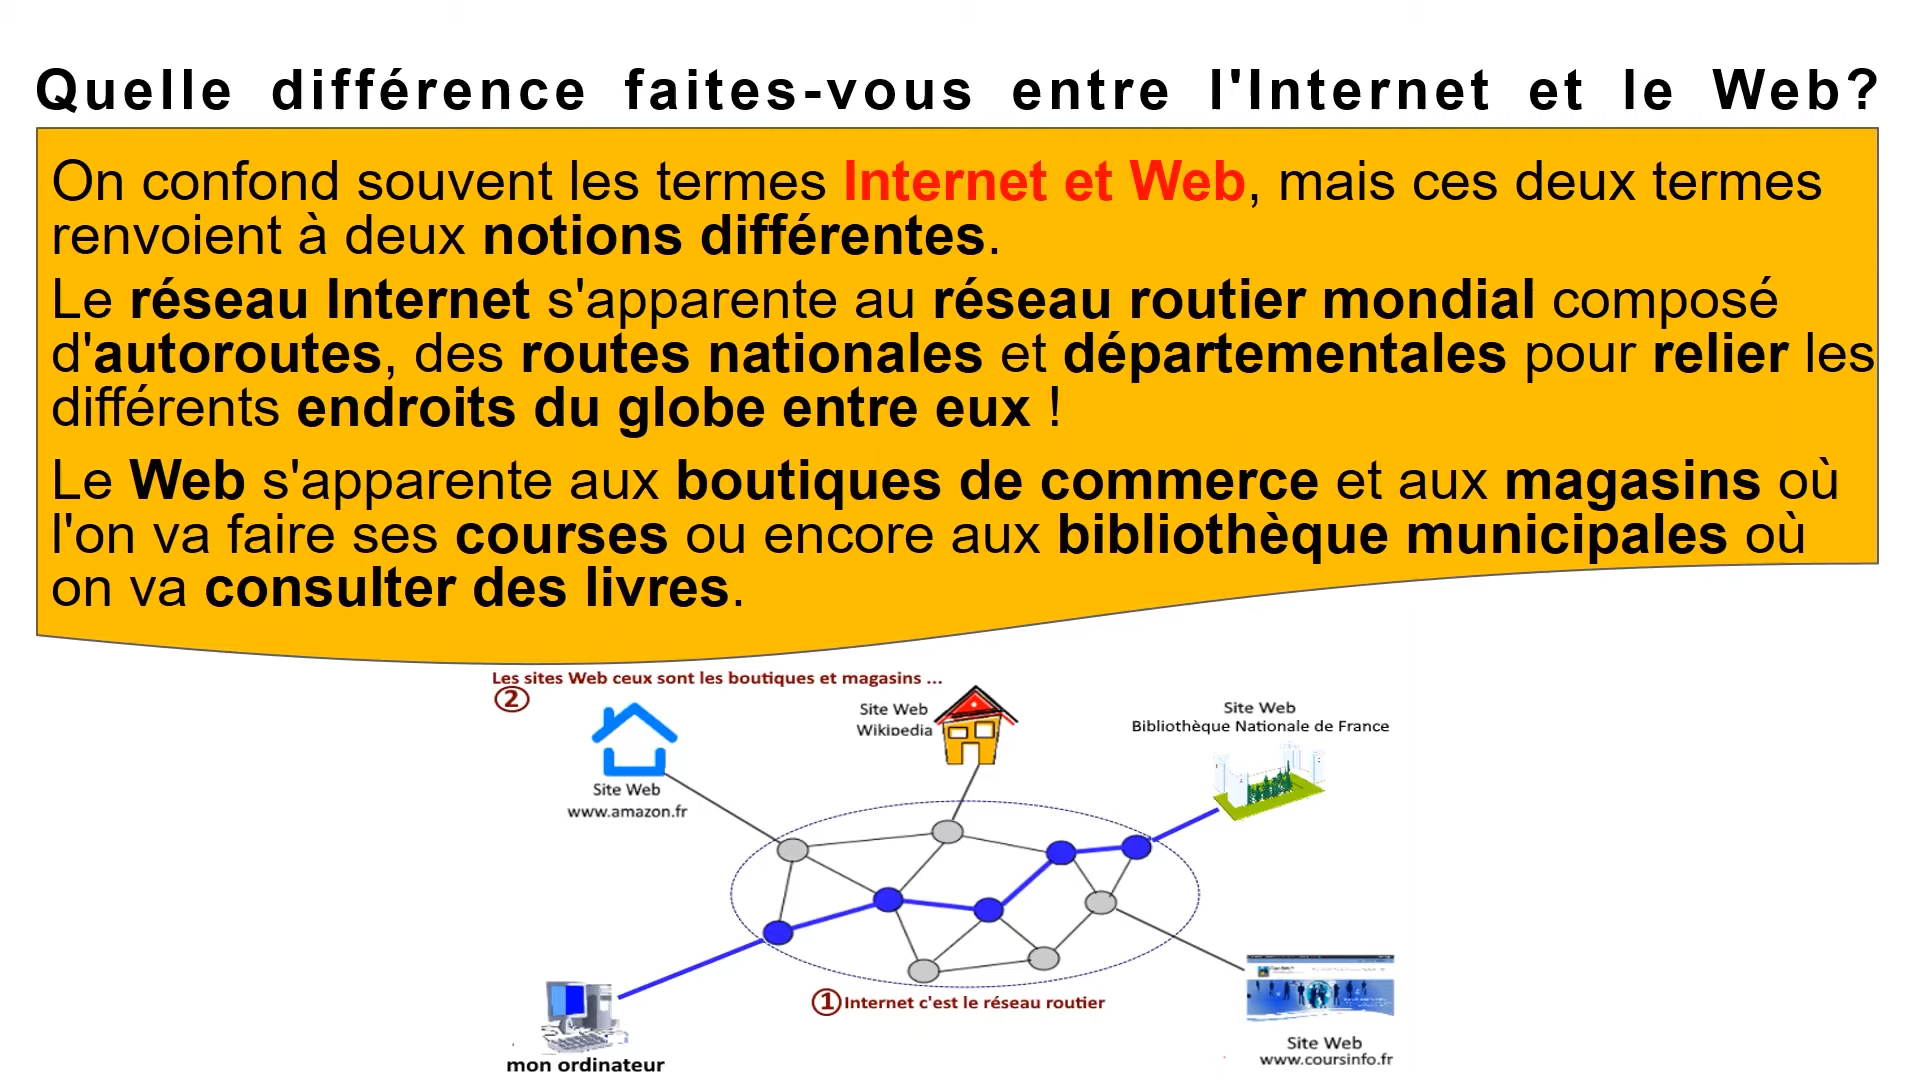 Quelle différence faites-vous entre l'Internet et le Web?
On confond souvent les termes Internet et Web, mais ces deux termes
renvoient à deux notions différentes.
Le réseau Internet s'apparente au réseau routier mondial composé
d'autoroutes, des routes nationales et départementales pour relier les
différents endroits du globe entre eux !
Le Web s'apparente aux boutiques de commerce et aux magasins où
l'on va faire ses courses ou encore aux bibliothèque municipales où
on va consulter des livres.
Les sites Web ceux sont les boutiques et magasins ...
2
Site Web
Wikipedia
Site Web
Bibliothèque Nationale de France
Site Web
www.amazon.fr
1 Internet c'est le réseau routier
mon ordinateur
Site Web
www.coursinfo.fr